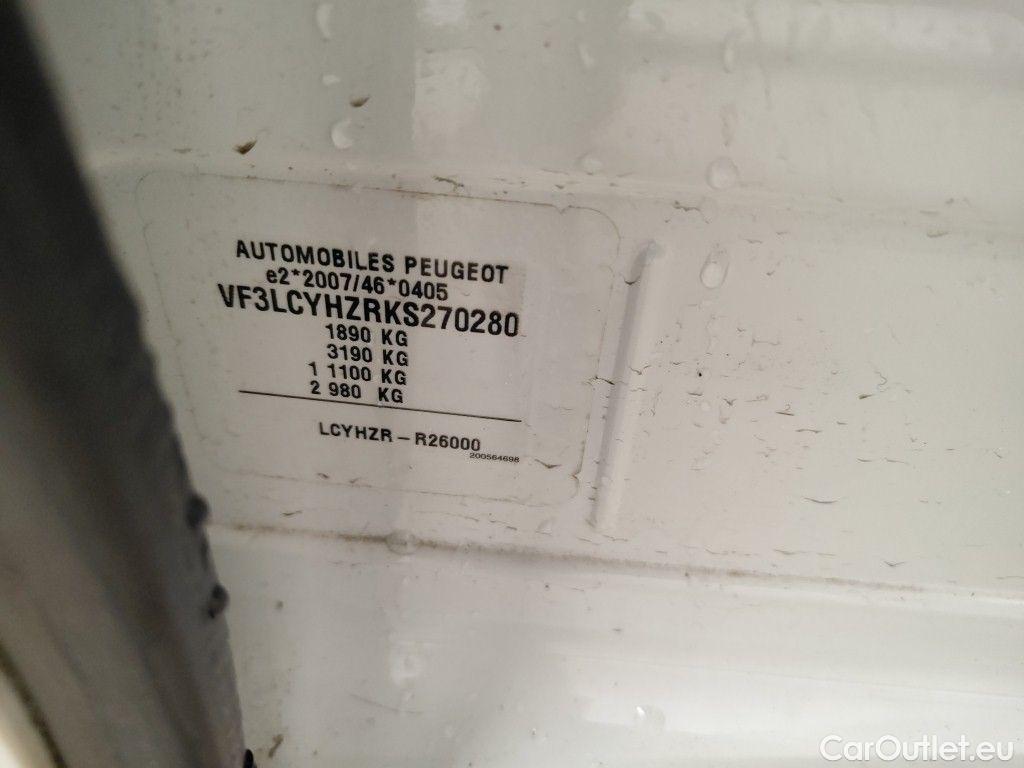 AUTOMOBILES PEUGEOT
e2*2007/46*0405
VF3LCYHZRKS270280
1890 KG
3190 KG
1 1100 KG
2 980 KG
LCYHZR-R26000
200564698
CarOutlet.eu